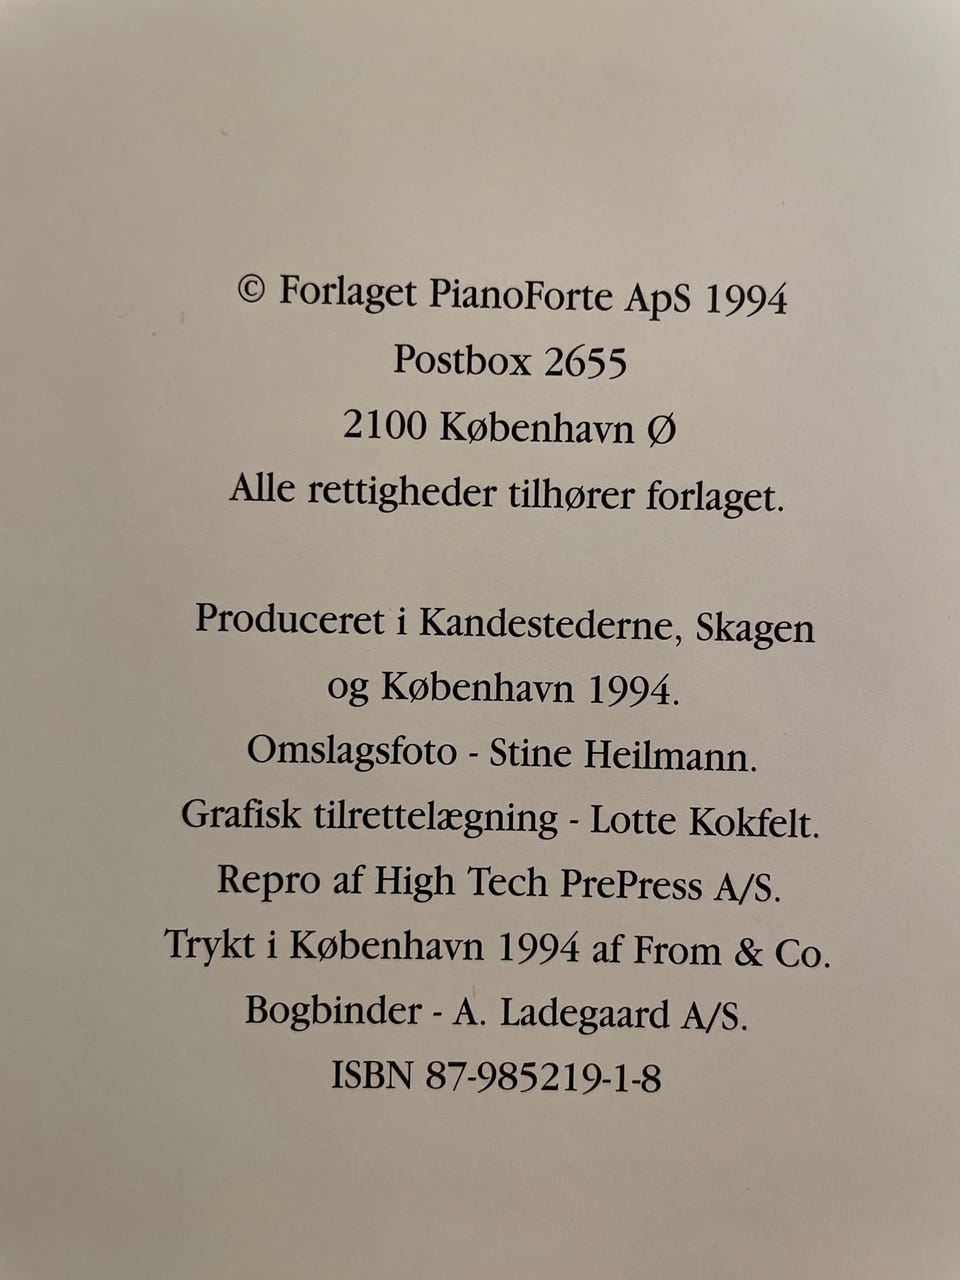 © Forlaget PianoForte ApS 1994
Postbox 2655
2100 København Ø
Alle rettigheder tilhører forlaget.
Produceret i Kandestederne, Skagen
og København 1994.
Omslagsfoto - Stine Heilmann.
Grafisk tilrettelægning - Lotte Kokfelt.
Repro af High Tech PrePress A/S.
Trykt i København 1994 af From & Co.
Bogbinder - A. Ladegaard A/S.
ISBN 87-985219-1-8